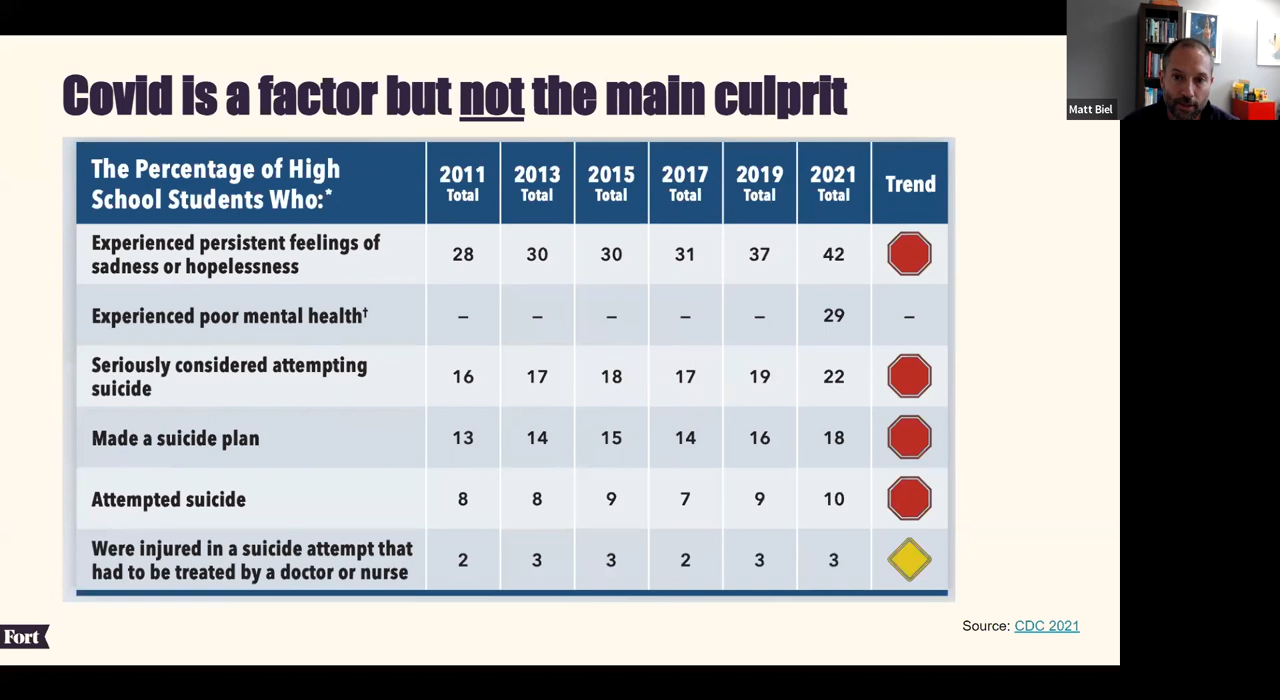 Covid is a factor but not the main culprit
Matt Biel
The Percentage of High
School Students Who:*
2011
Total
2013
Total
2015
Total
2017
Total
2019
Total
2021
Total
Trend
Experienced persistent feelings of
sadness or hopelessness
28 30 30 31 37 42
Experienced poor mental health† – – – – – 29 –
Seriously considered attempting
suicide
16 17 18 17 19 22
Made a suicide plan 13 14 15 14 16 18
Attempted suicide 8 8 9 7 9 10
Were injured in a suicide attempt that
had to be treated by a doctor or nurse
2 3 3 2 3 3
Source: CDC 2021
Fort